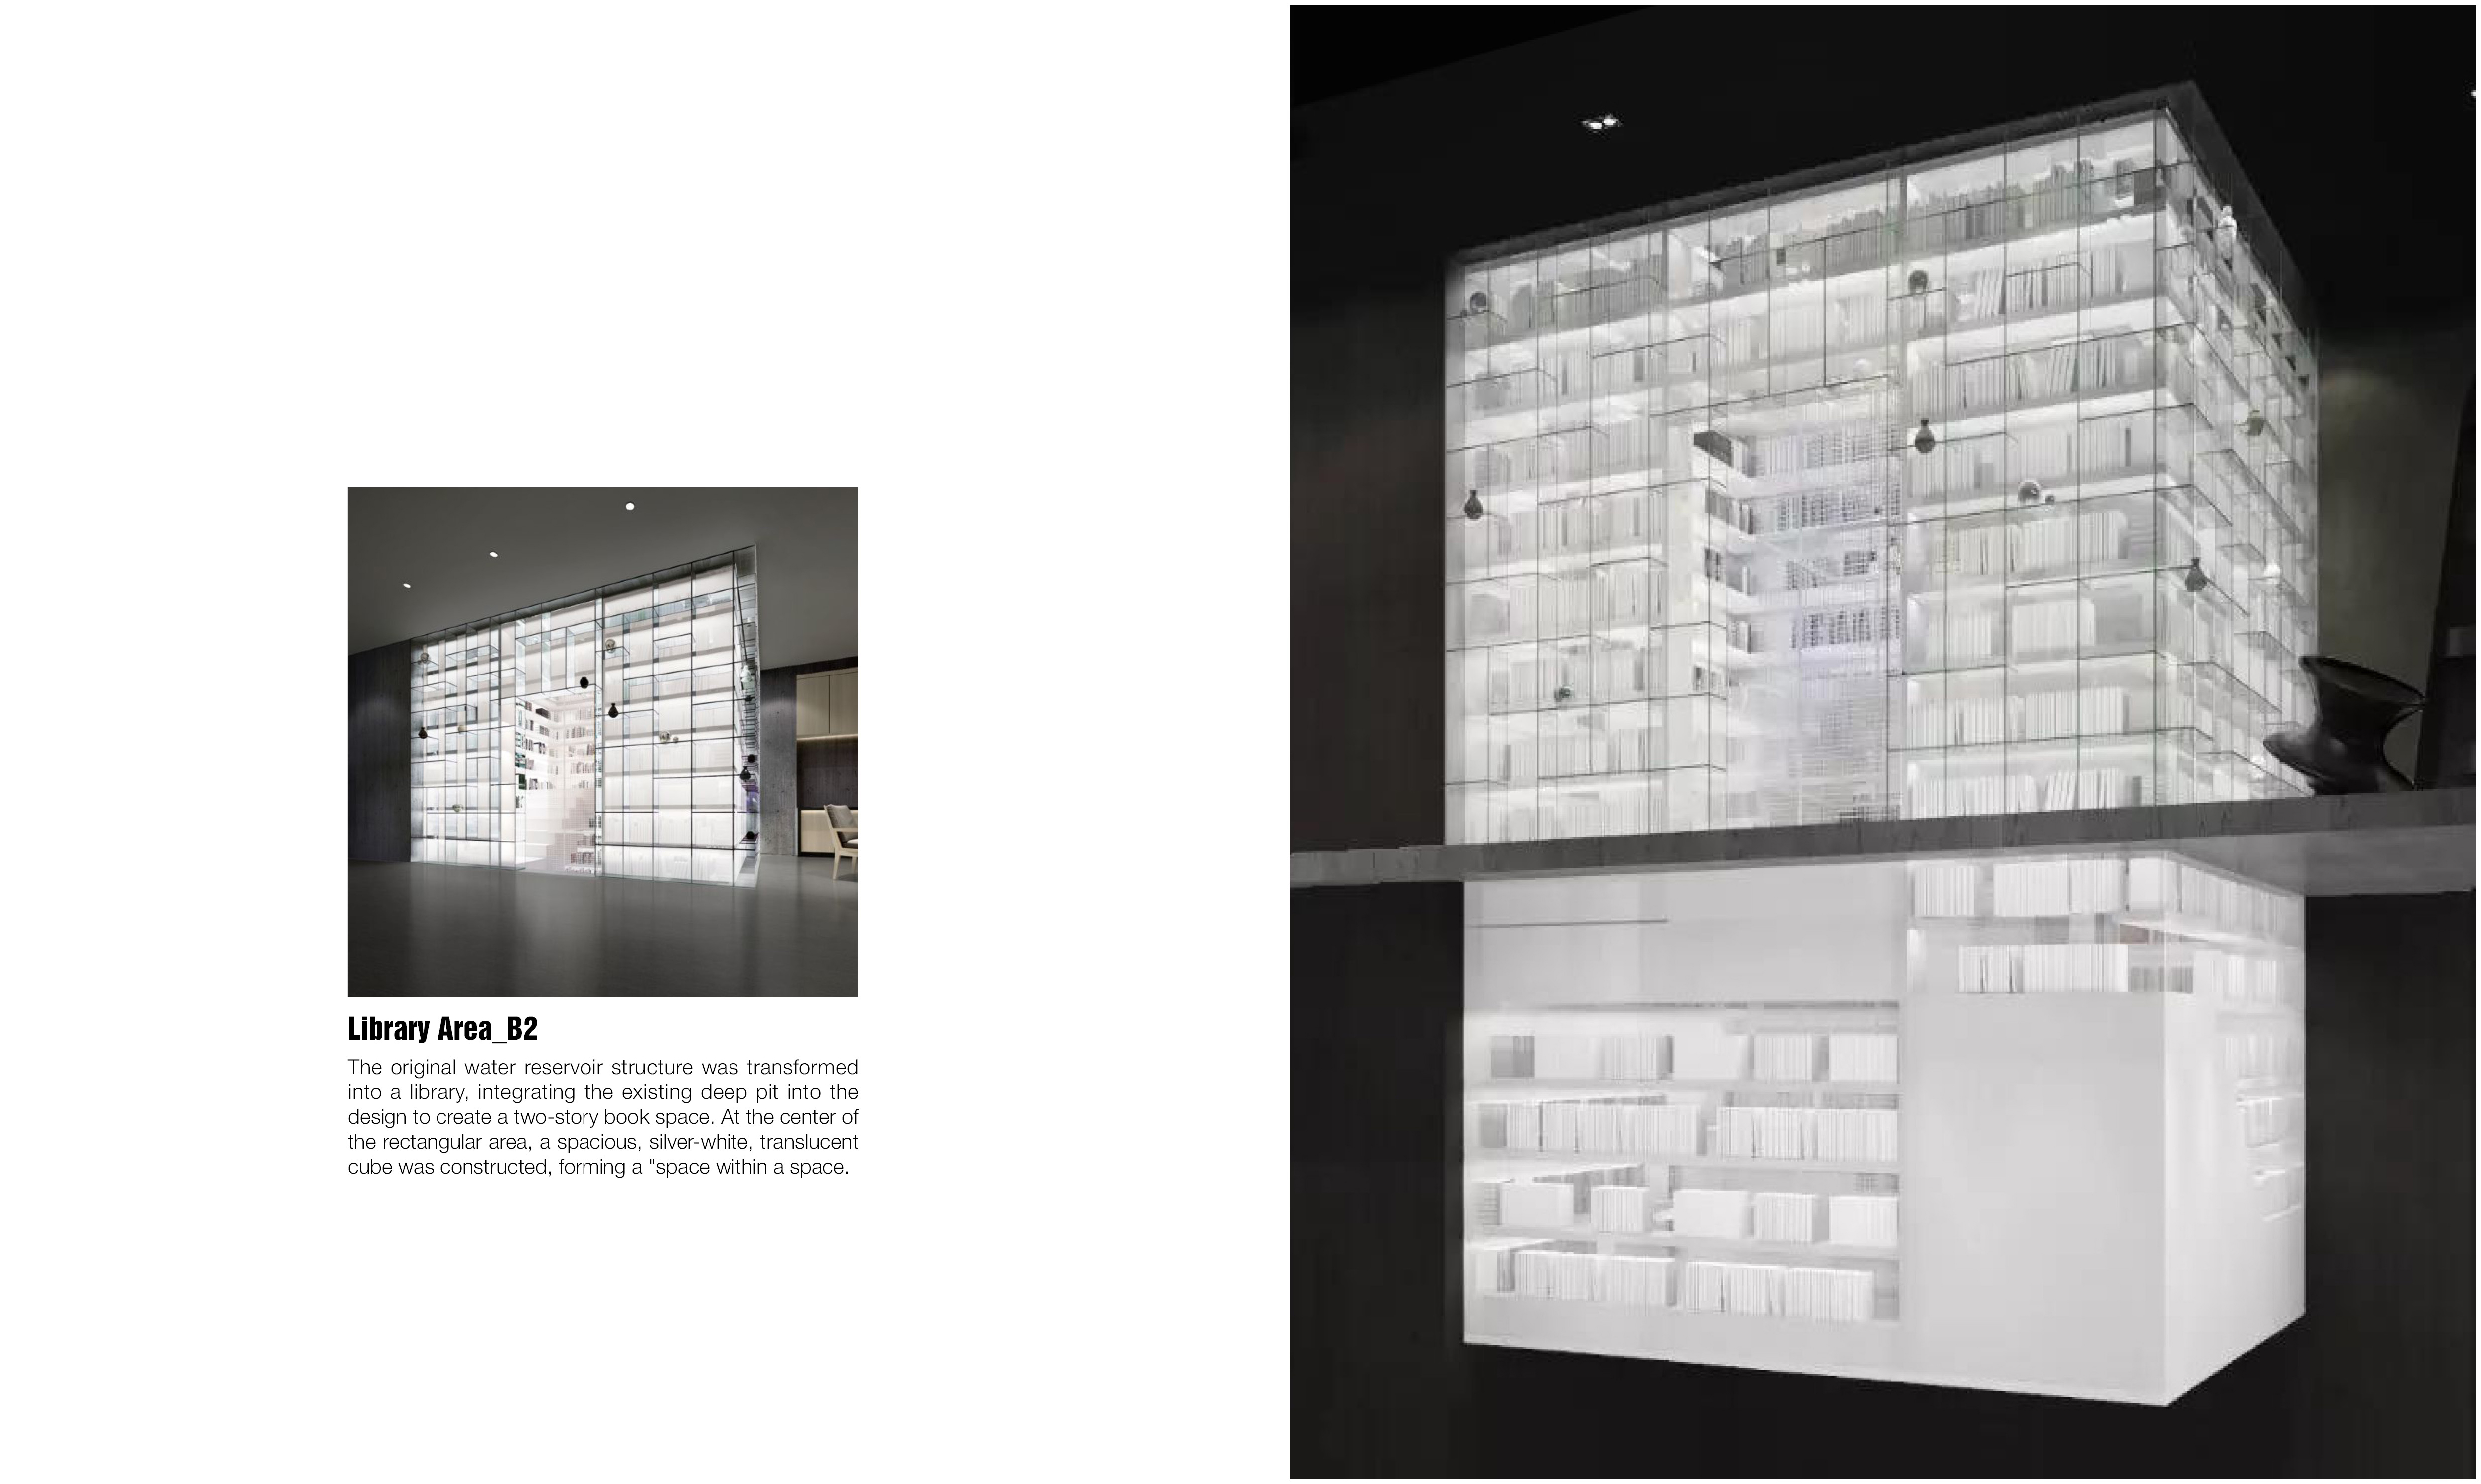 Library Area_B2
The original water reservoir structure was transformed
into a library, integrating the existing deep pit into the
design to create a two-story book space. At the center of
the rectangular area, a spacious, silver-white, translucent
cube was constructed, forming a "space within a space.